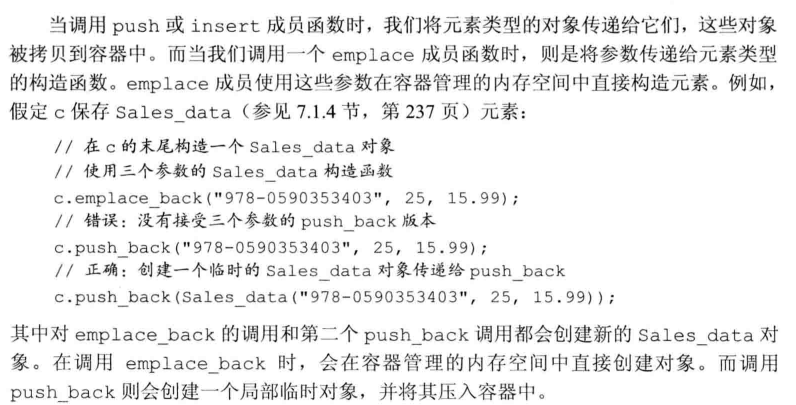 当调用 push 或 insert 成员函数时，我们将元素类型的对象传递给它们，这些对象
被拷贝到容器中。而当我们调用一个 emplace 成员函数时，则是将参数传递给元素类型
的构造函数。emplace 成员使用这些参数在容器管理的内存空间中直接构造元素。例如，
假定 c 保存 Sales_data（参见 7.1.4 节，第 237 页）元素：
// 在 c 的末尾构造一个 Sales_data 对象
// 使用三个参数的 Sales_data 构造函数
c.emplace_back("978-0590353403", 25, 15.99);
// 错误：没有接受三个参数的 push_back 版本
c.push_back("978-0590353403", 25, 15.99);
// 正确：创建一个临时的 Sales_data 对象传递给 push_back
c.push_back(Sales_data("978-0590353403", 25, 15.99));
其中对 emplace_back 的调用和第二个 push_back 调用都会创建新的 Sales_data 对
象。在调用 emplace_back 时，会在容器管理的内存空间中直接创建对象。而调用
push_back 则会创建一个局部临时对象，并将其压入容器中。